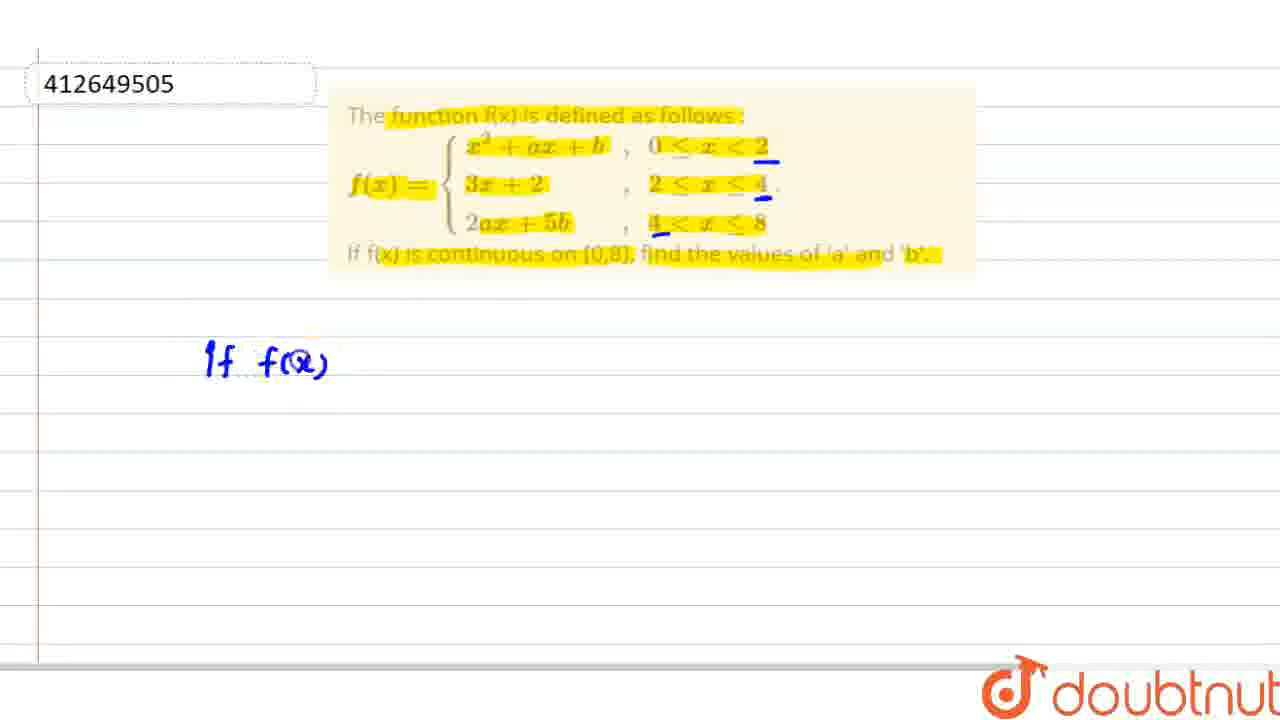 412649505
The function f(x) is defined as follows :
f(x) = { x² + ax + b , 0 ≤ x < 2
3x + 2 , 2 ≤ x ≤ 4 .
2ax + 5b , 4 < x ≤ 8
If f(x) is continuous on [0,8], find the values of 'a' and 'b'.
If f(x)
doubtnut